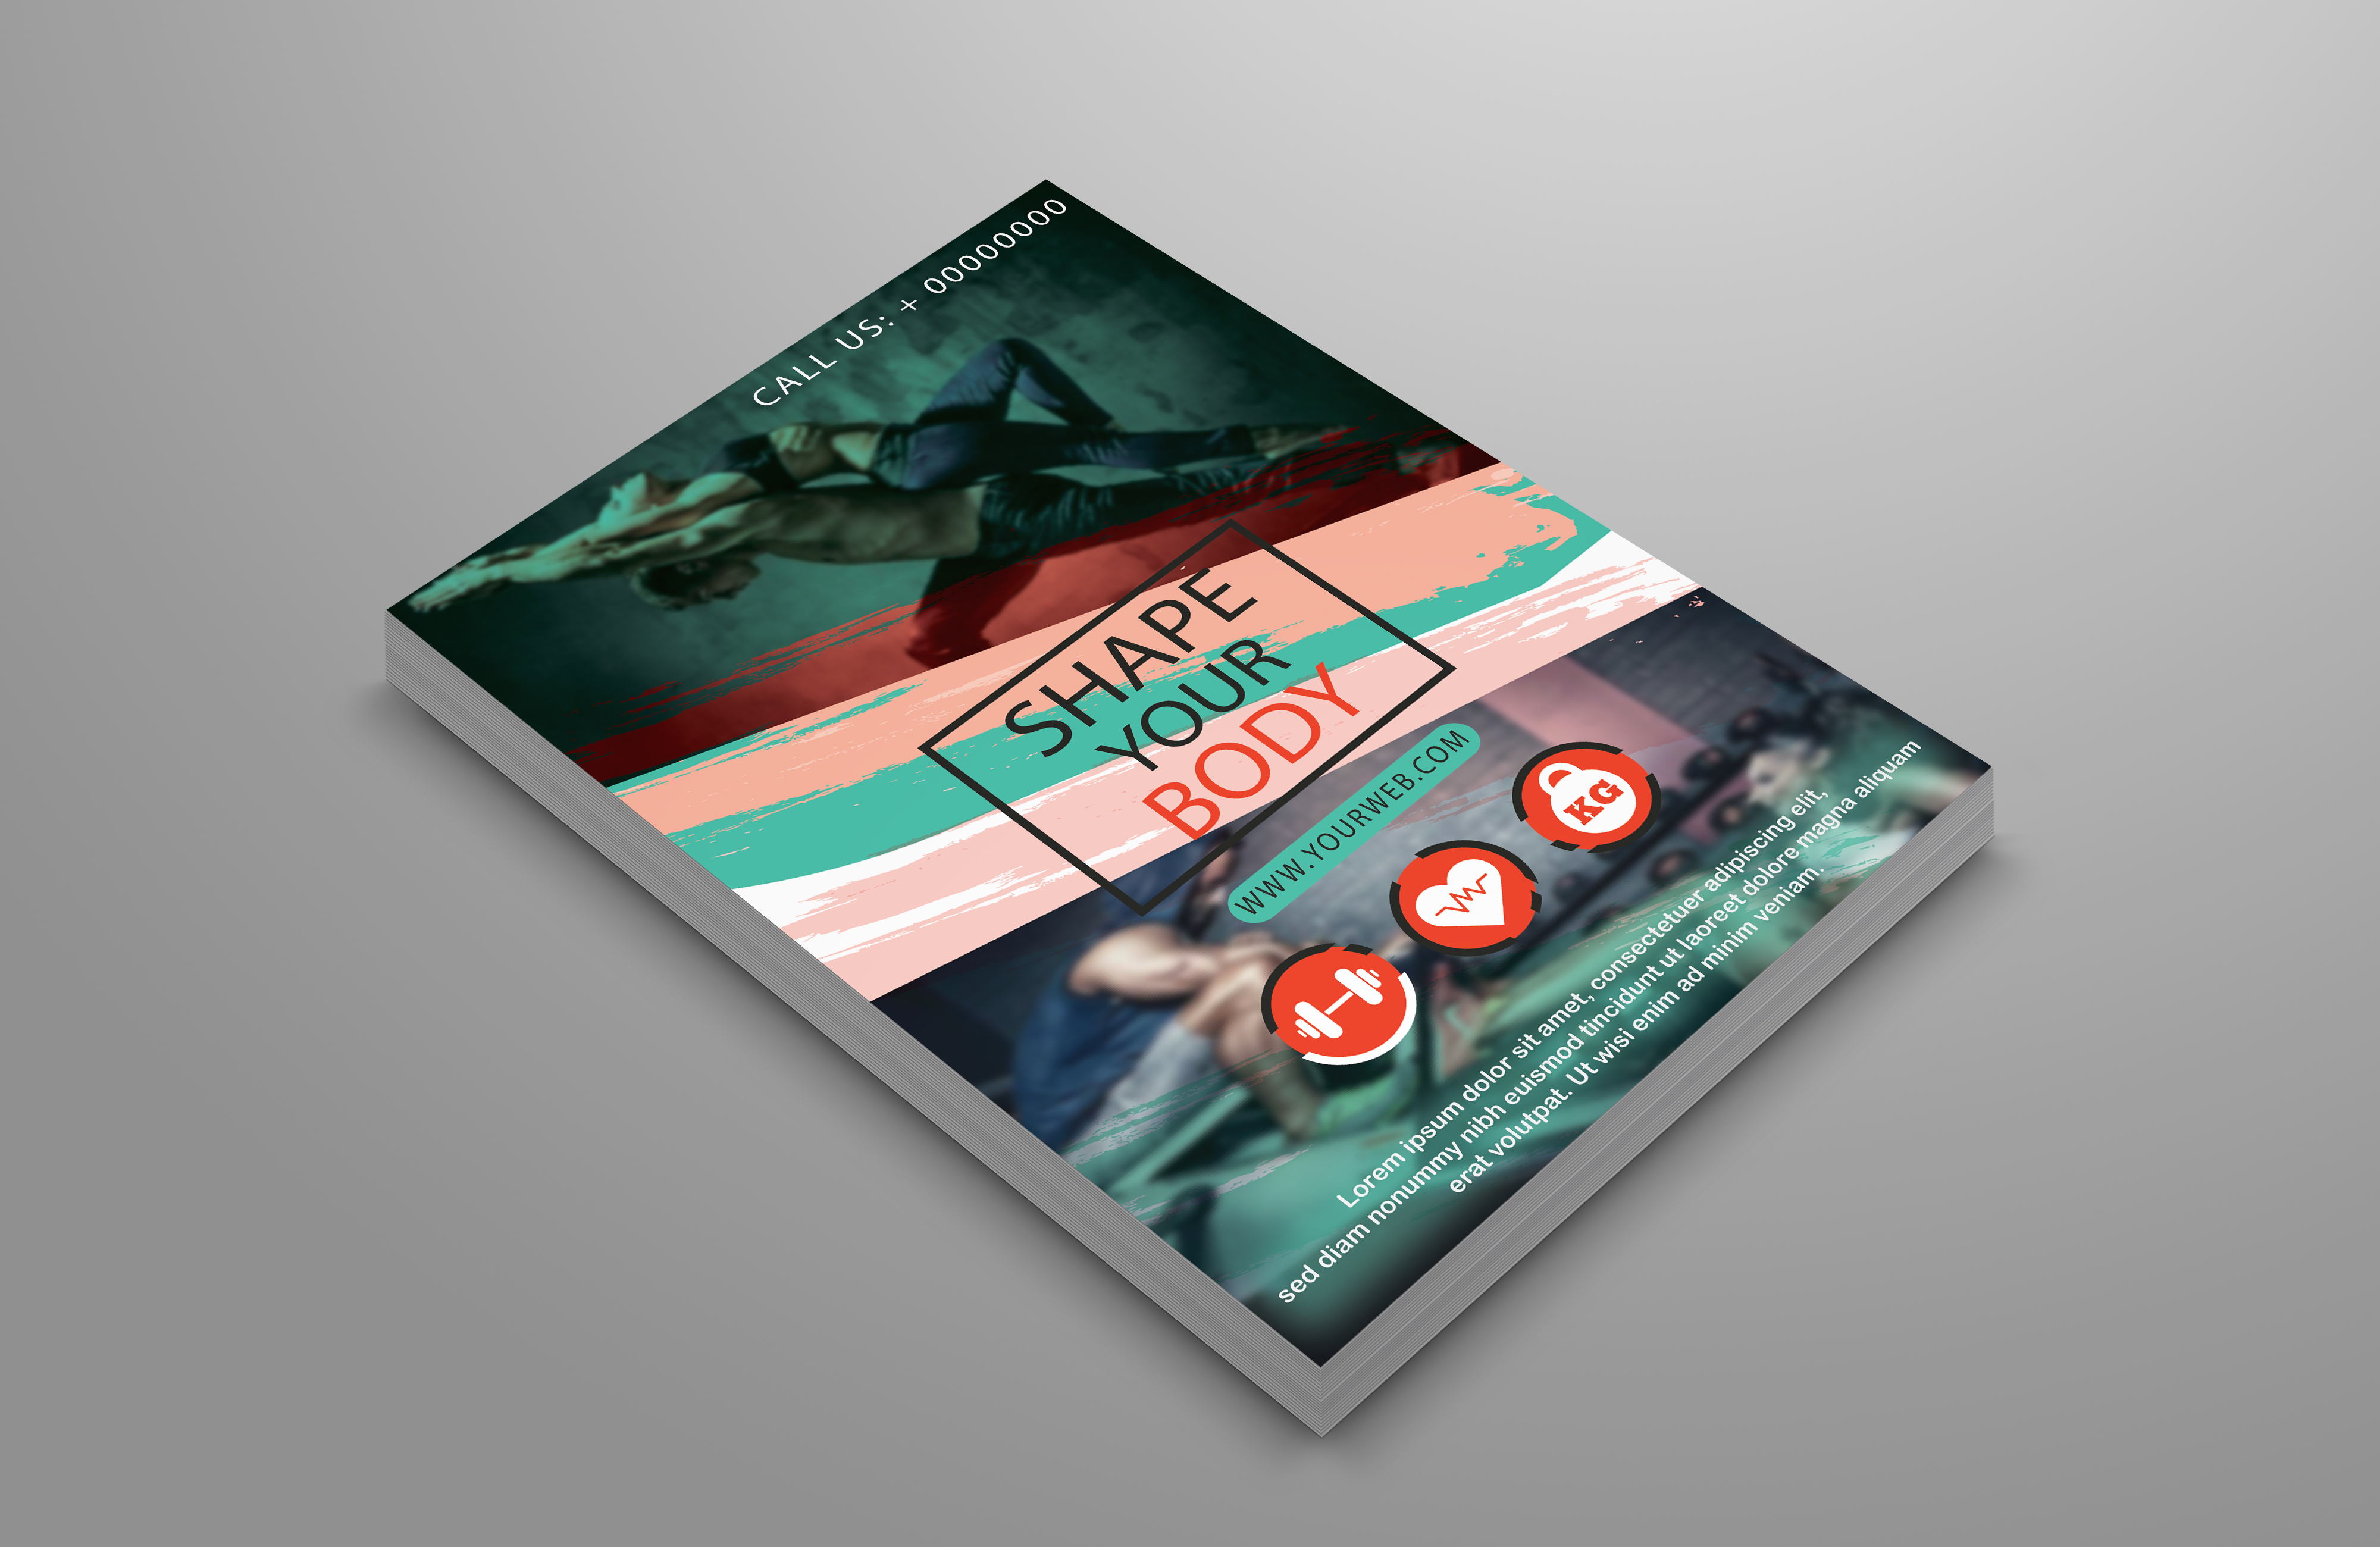 CALL US: + 00000000
SHAPE
YOUR
BODY
WWW.YOURWEB.COM
KG
Lorem ipsum dolor sit amet, consectetuer adipiscing elit,
sed diam nonummy nibh euismod tincidunt ut laoreet dolore magna aliquam
erat volutpat. Ut wisi enim ad minim veniam.